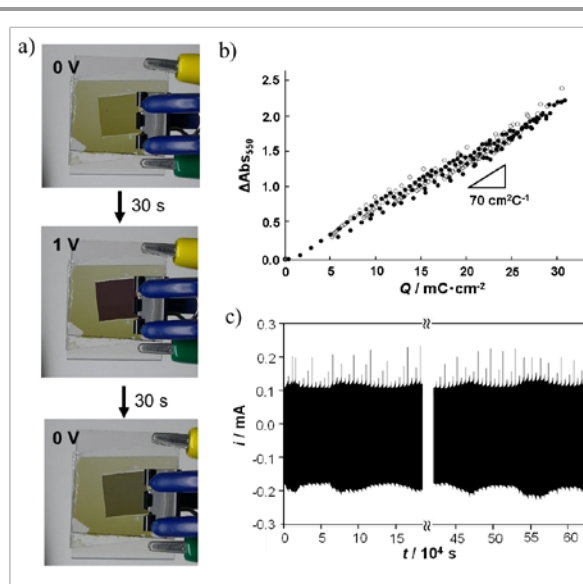 a)
0 V
30 s
1 V
30 s
0 V
b)
2.5
2.0
1.5
1.0
0.5
0.0
ΔAbs₅₅₀
70 cm²C⁻¹
0 5 10 15 20 25 30
Q / mC·cm⁻²
c)
0.3
0.2
0.1
0.0
-0.1
-0.2
-0.3
i / mA
0 5 10 15 45 50 55 60
t / 10⁴ s